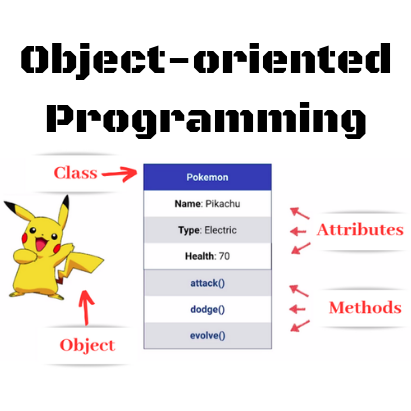 Object-oriented
Programming
Class
Pokemon
Name: Pikachu
Type: Electric
Health: 70
Attributes
attack()
dodge()
evolve()
Methods
Object